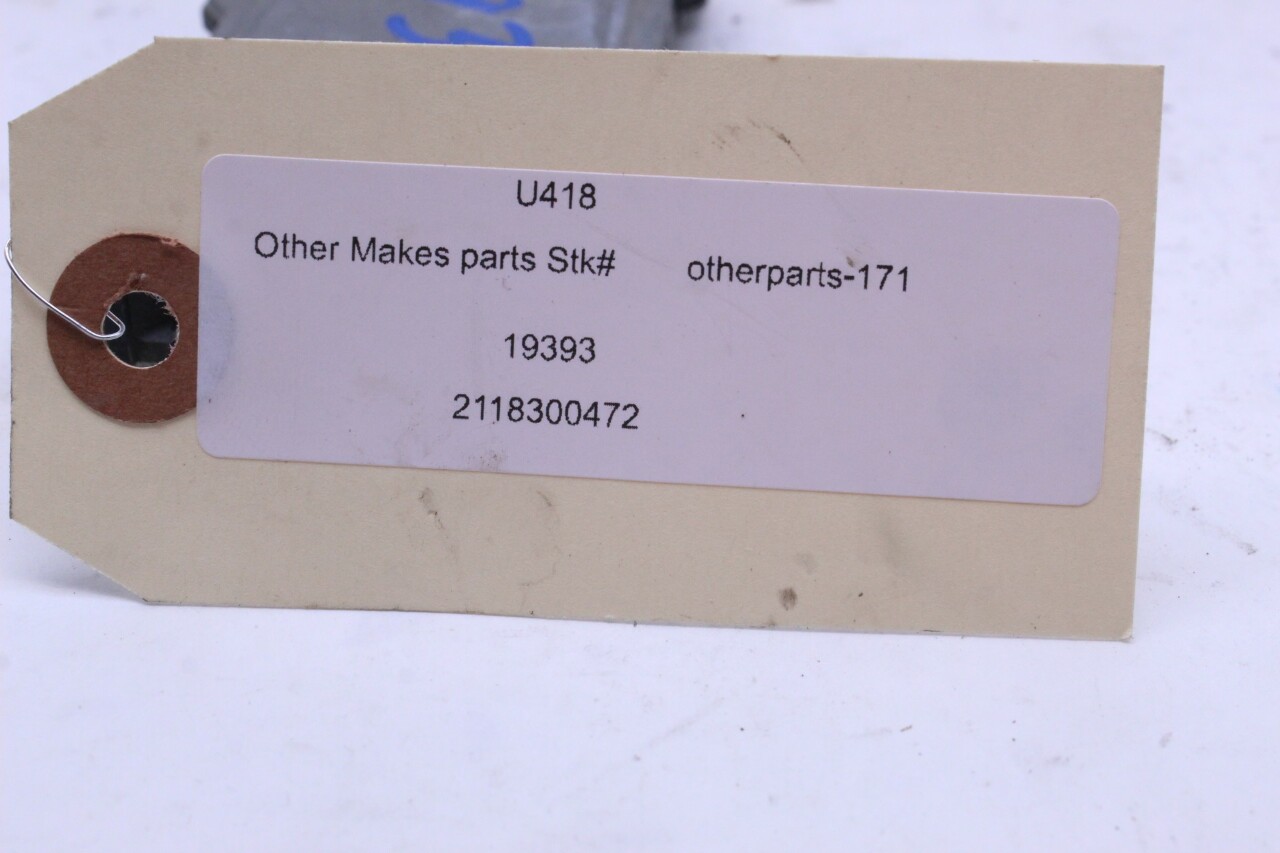 U418
Other Makes parts Stk# otherparts-171
19393
2118300472